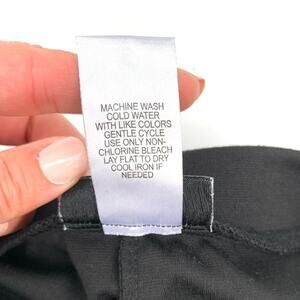 MACHINE WASH
COLD WATER
WITH LIKE COLORS
GENTLE CYCLE
USE ONLY NON-
CHLORINE BLEACH
LAY FLAT TO DRY
COOL IRON IF
NEEDED